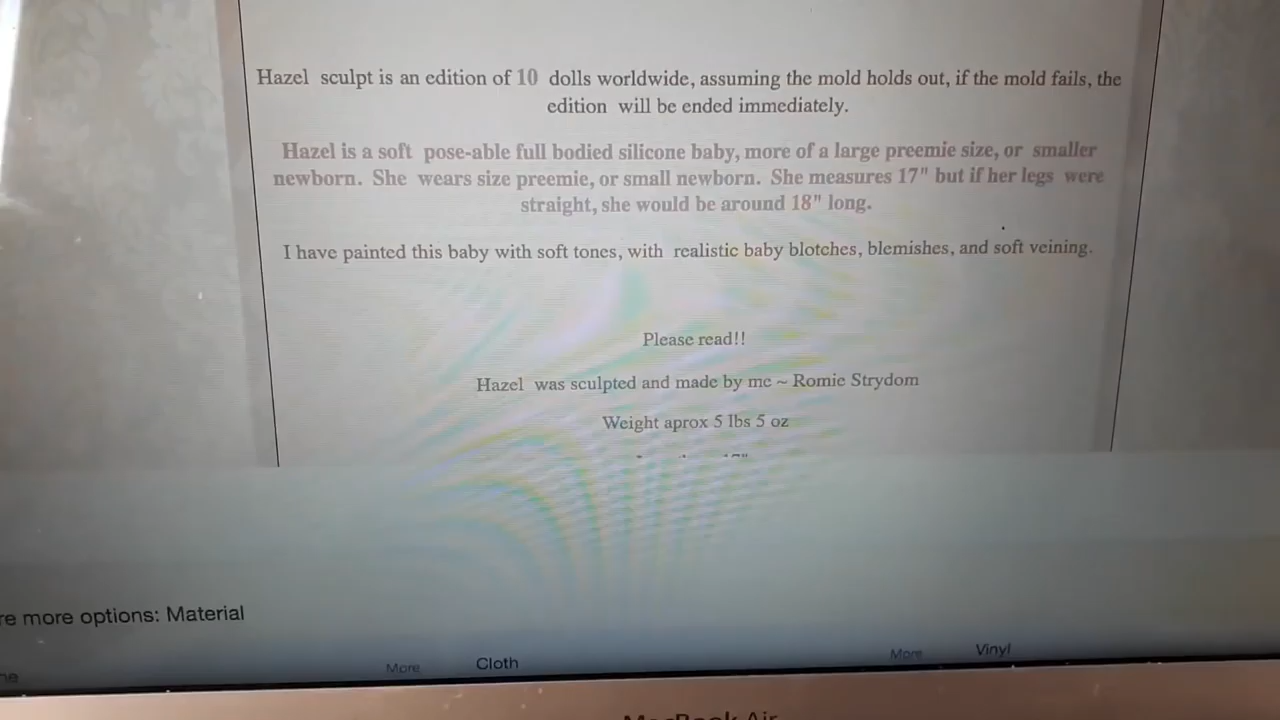 Hazel sculpt is an edition of 10 dolls worldwide, assuming the mold holds out, if the mold fails, the
edition will be ended immediately.
Hazel is a soft pose-able full bodied silicone baby, more of a large preemie size, or smaller
newborn. She wears size preemie, or small newborn. She measures 17" but if her legs were
straight, she would be around 18" long.
I have painted this baby with soft tones, with realistic baby blotches, blemishes, and soft veining.
Please read!!
Hazel was sculpted and made by me ~ Romie Strydom
Weight aprox 5 lbs 5 oz
re more options: Material
More Cloth More Vinyl
MacBook Air